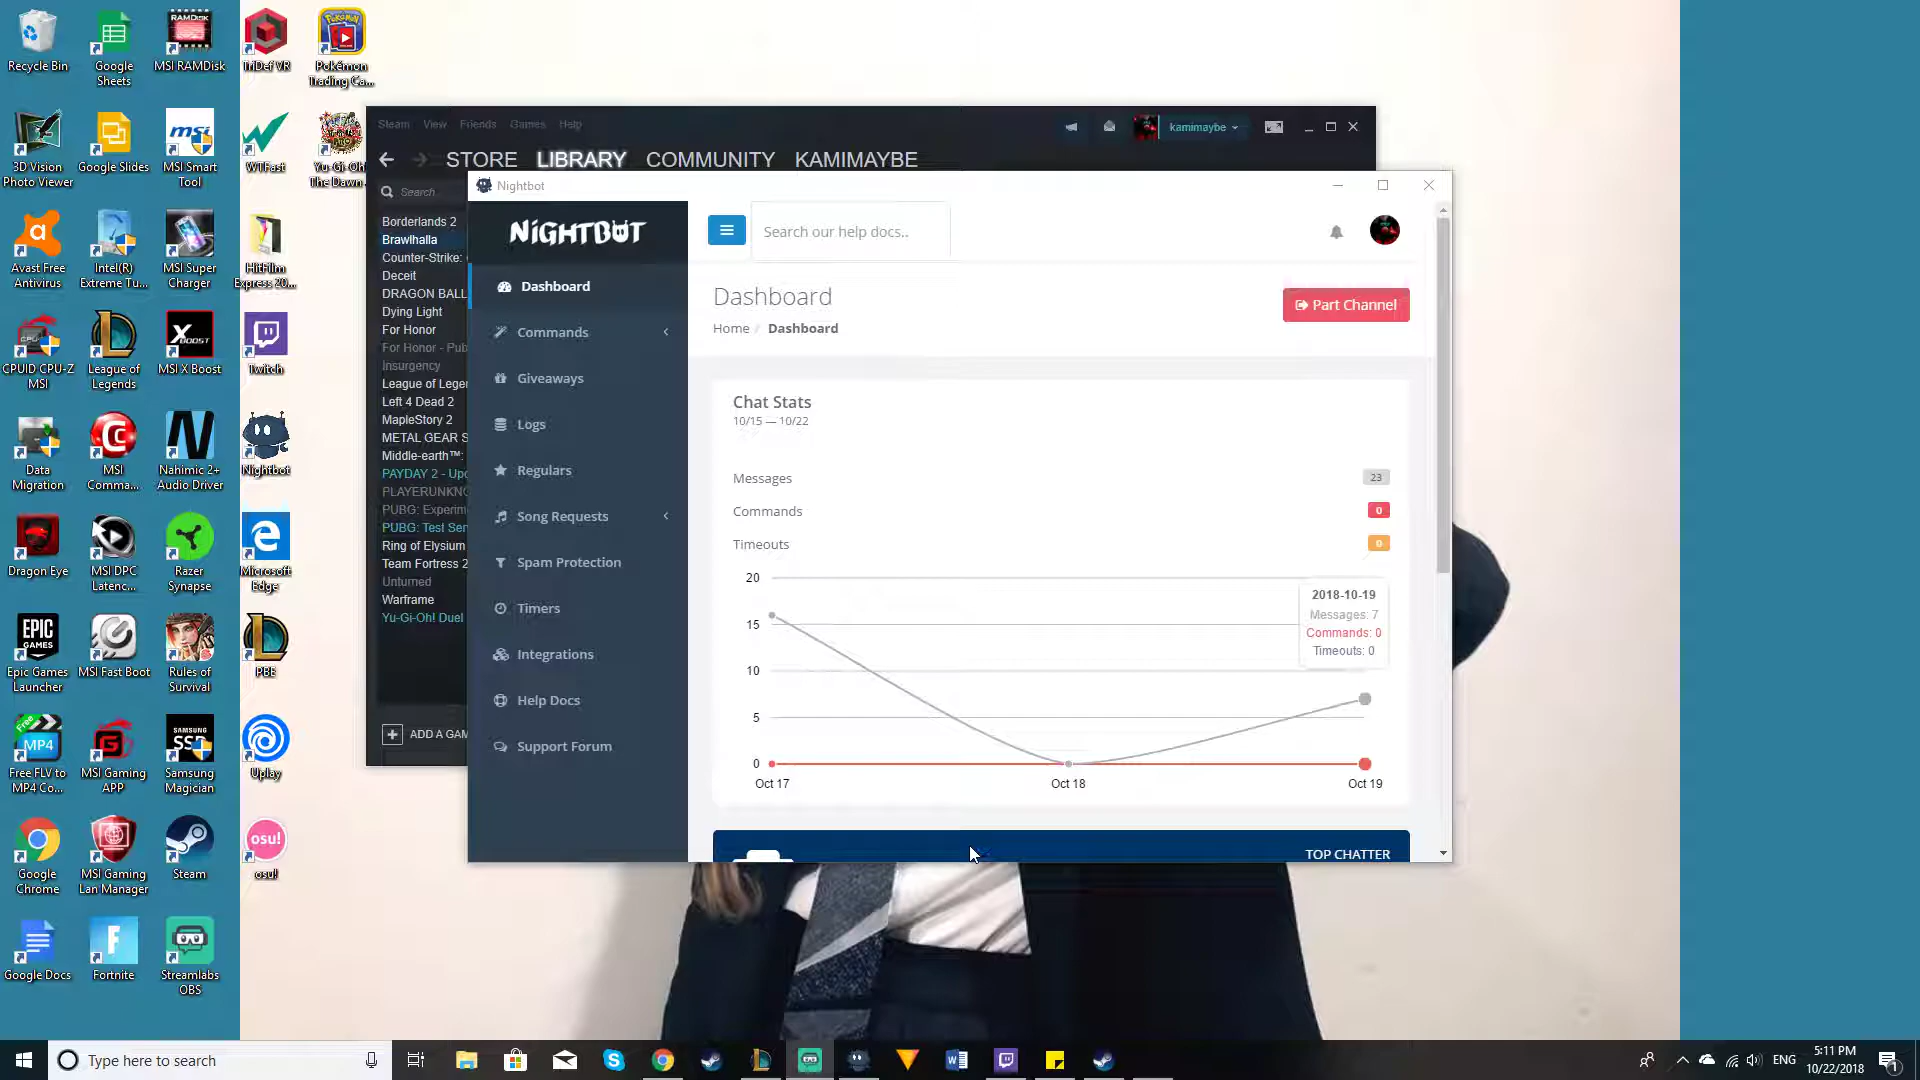 Recycle Bin
Google
Sheets
MSI RAMDisk
TriDef VR
Pokémon
Trading Ca...
3D Vision
Photo Viewer
Google Slides
MSI Smart
Tool
WTFast
Yu-Gi-Oh!
The Dawn
Avast Free
Antivirus
Intel(R)
Extreme Tu...
MSI Super
Charger
HitFilm
Express 20...
CPUID CPU-Z
MSI
League of
Legends
MSI X Boost
Twitch
Data
Migration
MSI
Comma...
Nahimic 2+
Audio Driver
Nightbot
Dragon Eye
MSI DPC
Latenc...
Razer
Synapse
Microsoft
Edge
Epic Games
Launcher
MSI Fast Boot
Rules of
Survival
PBE
Free FLV to
MP4 Co...
MSI Gaming
APP
Samsung
Magician
Uplay
Google
Chrome
MSI Gaming
Lan Manager
Steam
osu!
Google Docs
Fortnite
Streamlabs
OBS
Steam View Friends Games Help
kamimaybe
STORE LIBRARY COMMUNITY KAMIMAYBE
Search
Borderlands 2
Brawlhalla
Counter-Strike:
Deceit
DRAGON BALL
Dying Light
For Honor
For Honor - Pub
Insurgency
League of Leger
Left 4 Dead 2
MapleStory 2
METAL GEAR S
Middle-earth™:
PAYDAY 2 - Upd
PLAYERUNKNO
PUBG: Experim
PUBG: Test Ser
Ring of Elysium
Team Fortress 2
Unturned
Warframe
Yu-Gi-Oh! Duel
ADD A GAM
Nightbot
NiGHTBOT
Search our help docs..
Dashboard
Commands
Giveaways
Logs
Regulars
Song Requests
Spam Protection
Timers
Integrations
Help Docs
Support Forum
Dashboard
Home / Dashboard
Part Channel
Chat Stats
10/15 — 10/22
Messages 23
Commands 0
Timeouts 0
20
15
10
5
0
Oct 17 Oct 18 Oct 19
2018-10-19
Messages: 7
Commands: 0
Timeouts: 0
TOP CHATTER
Type here to search
ENG
5:11 PM
10/22/2018